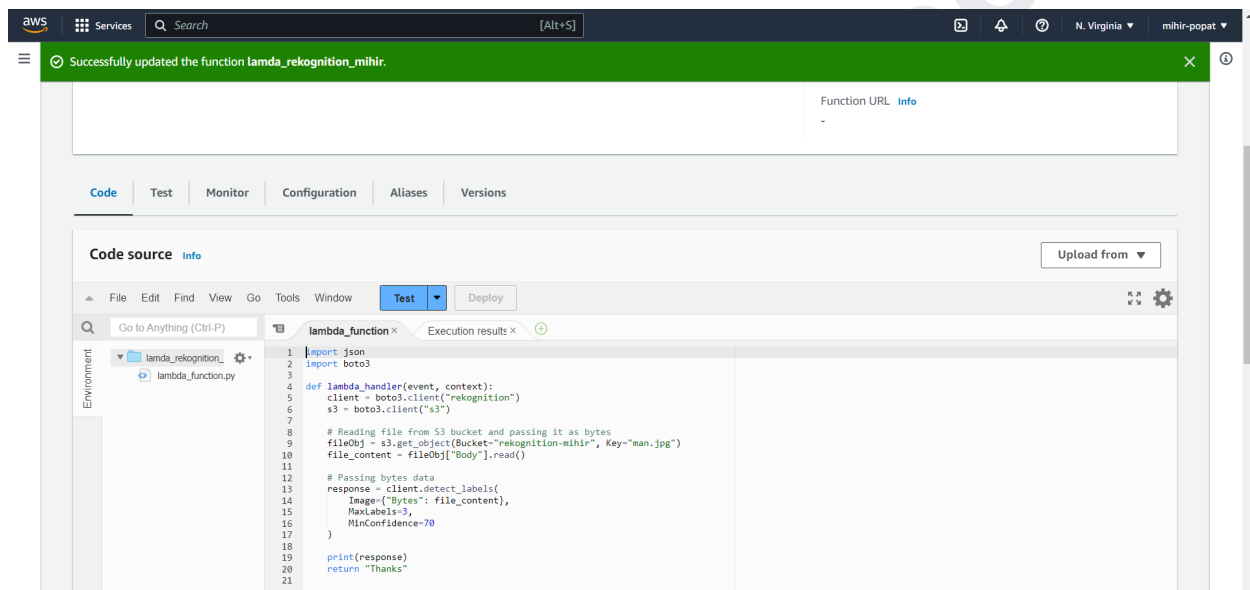 aws Services Search [Alt+S] N. Virginia ▼ mihir-popat ▼
Successfully updated the function lamda_rekognition_mihir.
Function URL Info
-
Code Test Monitor Configuration Aliases Versions
Code source Info
Upload from ▼
File Edit Find View Go Tools Window Test Deploy
Go to Anything (Ctrl-P)
lambda_function × Execution results ×
Environment
lamda_rekognition_
lambda_function.py
1 import json
2 import boto3
3
4 def lambda_handler(event, context):
5 client = boto3.client("rekognition")
6 s3 = boto3.client("s3")
7
8 # Reading file from S3 bucket and passing it as bytes
9 fileObj = s3.get_object(Bucket="rekognition-mihir", Key="man.jpg")
10 file_content = fileObj["Body"].read()
11
12 # Passing bytes data
13 response = client.detect_labels(
14 Image={"Bytes": file_content},
15 MaxLabels=3,
16 MinConfidence=70
17 )
18
19 print(response)
20 return "Thanks"
21